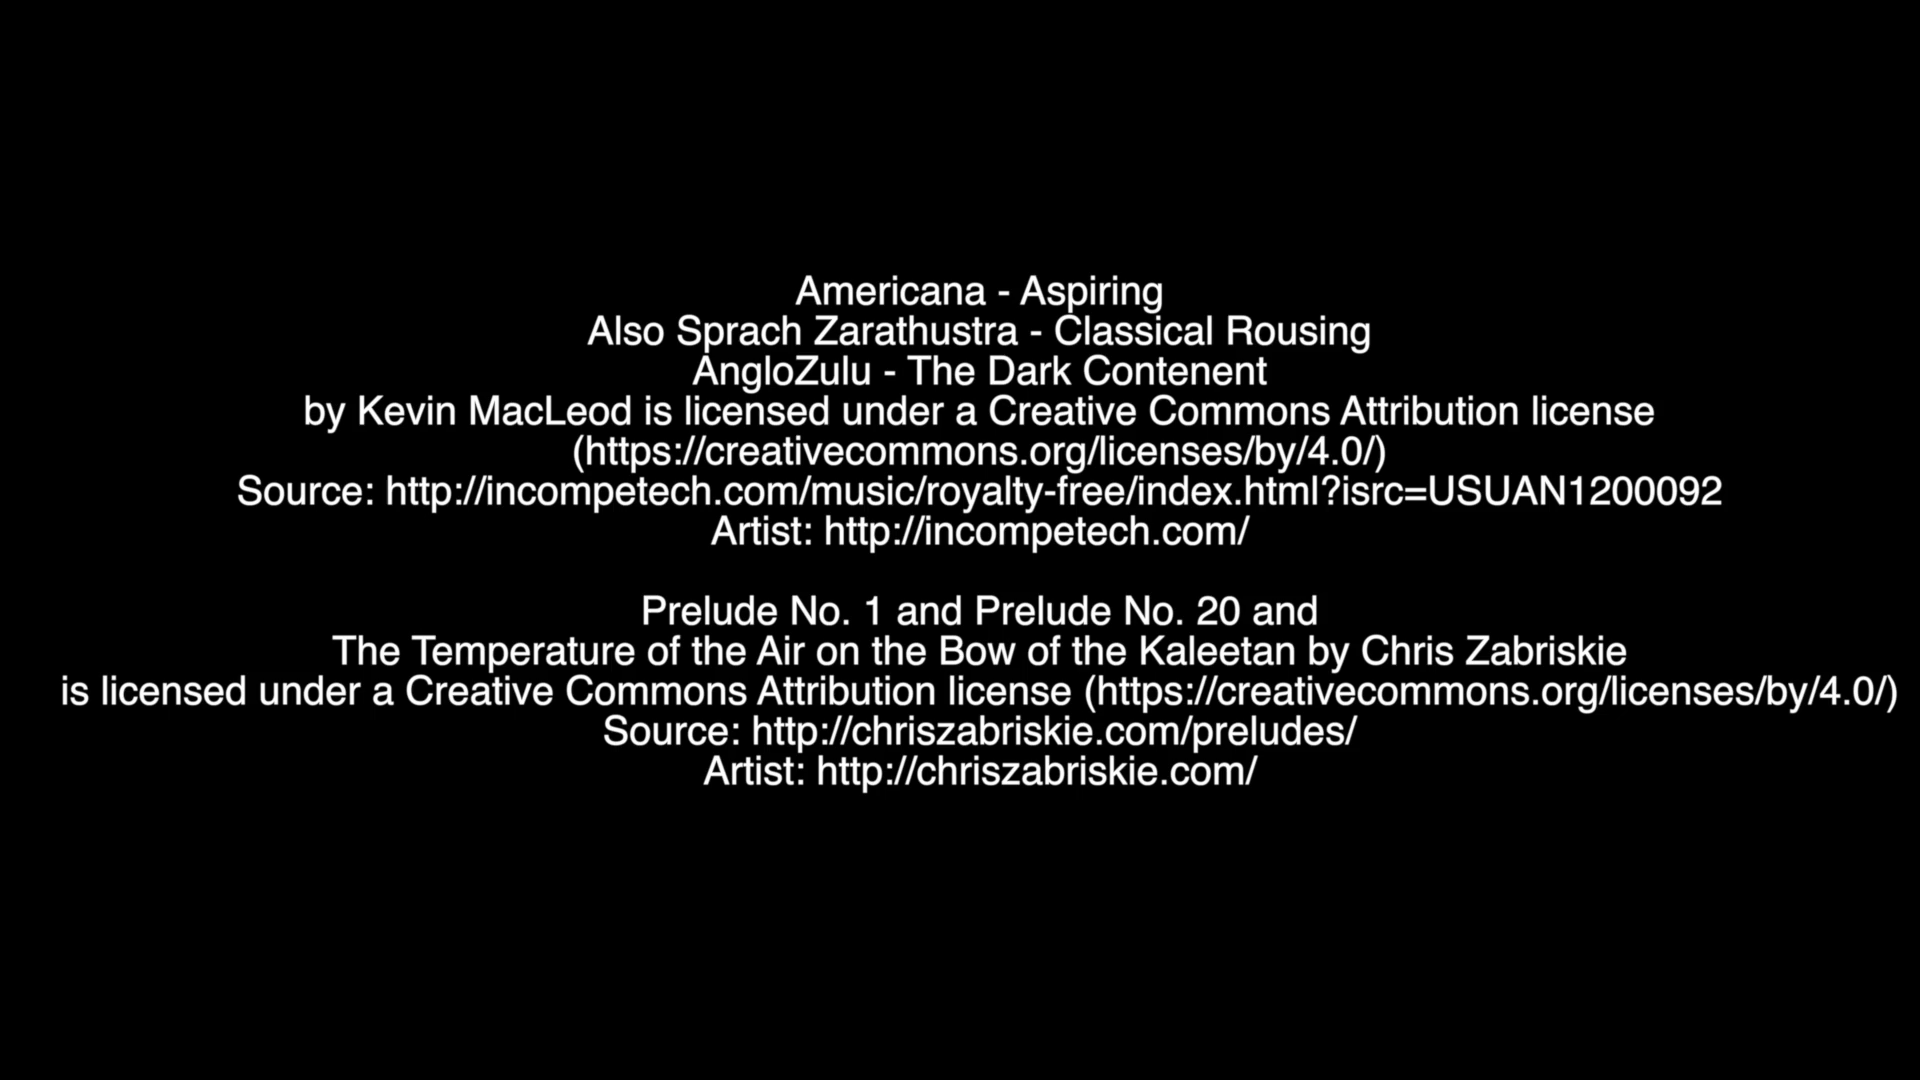 Americana - Aspiring
Also Sprach Zarathustra - Classical Rousing
AngloZulu - The Dark Contenent
by Kevin MacLeod is licensed under a Creative Commons Attribution license
(https://creativecommons.org/licenses/by/4.0/)
Source: http://incompetech.com/music/royalty-free/index.html?isrc=USUAN1200092
Artist: http://incompetech.com/
Prelude No. 1 and Prelude No. 20 and
The Temperature of the Air on the Bow of the Kaleetan by Chris Zabriskie
is licensed under a Creative Commons Attribution license (https://creativecommons.org/licenses/by/4.0/)
Source: http://chriszabriskie.com/preludes/
Artist: http://chriszabriskie.com/